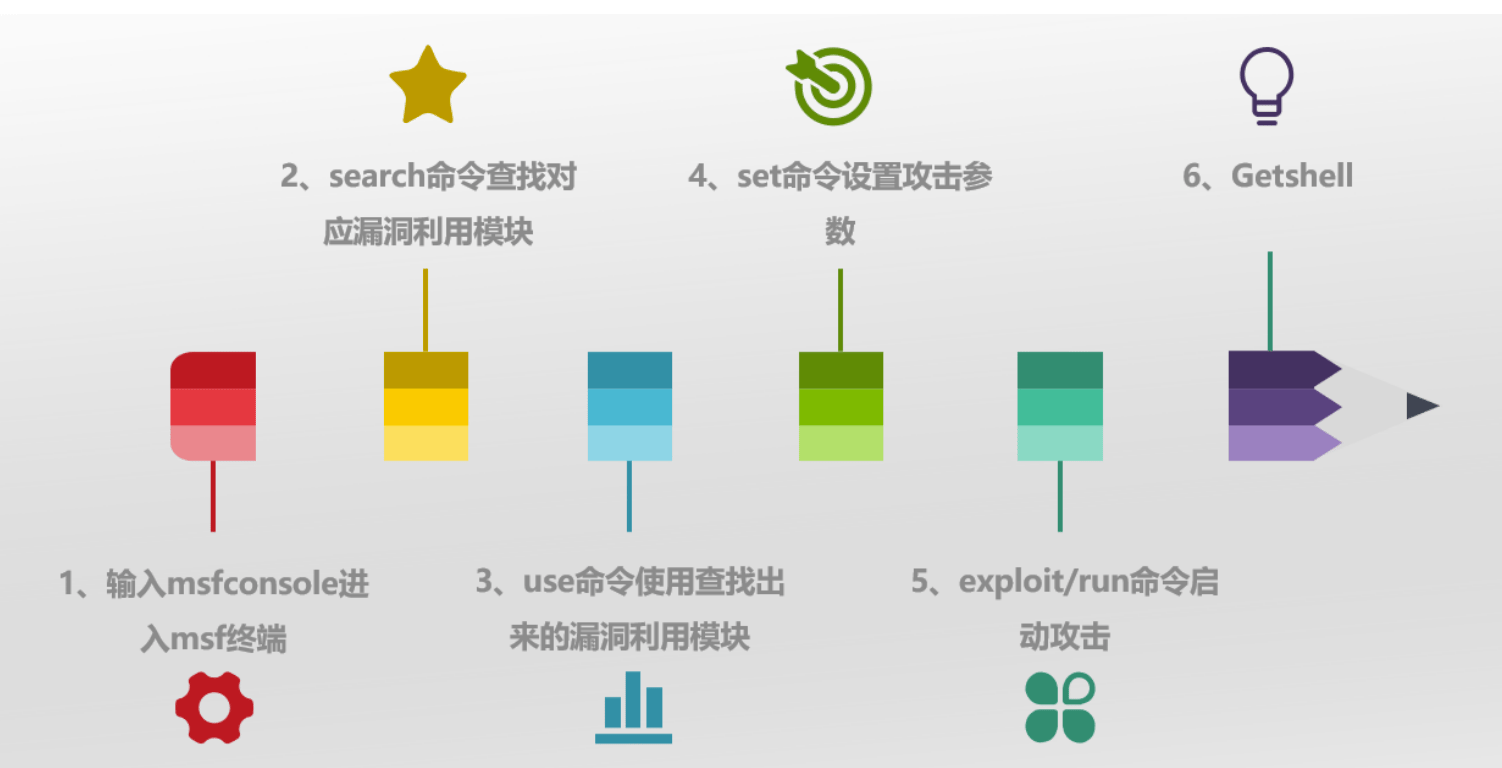 1、输入msfconsole进
入msf终端
2、search命令查找对
应漏洞利用模块
3、use命令使用查找出
来的漏洞利用模块
4、set命令设置攻击参
数
5、exploit/run命令启
动攻击
6、Getshell